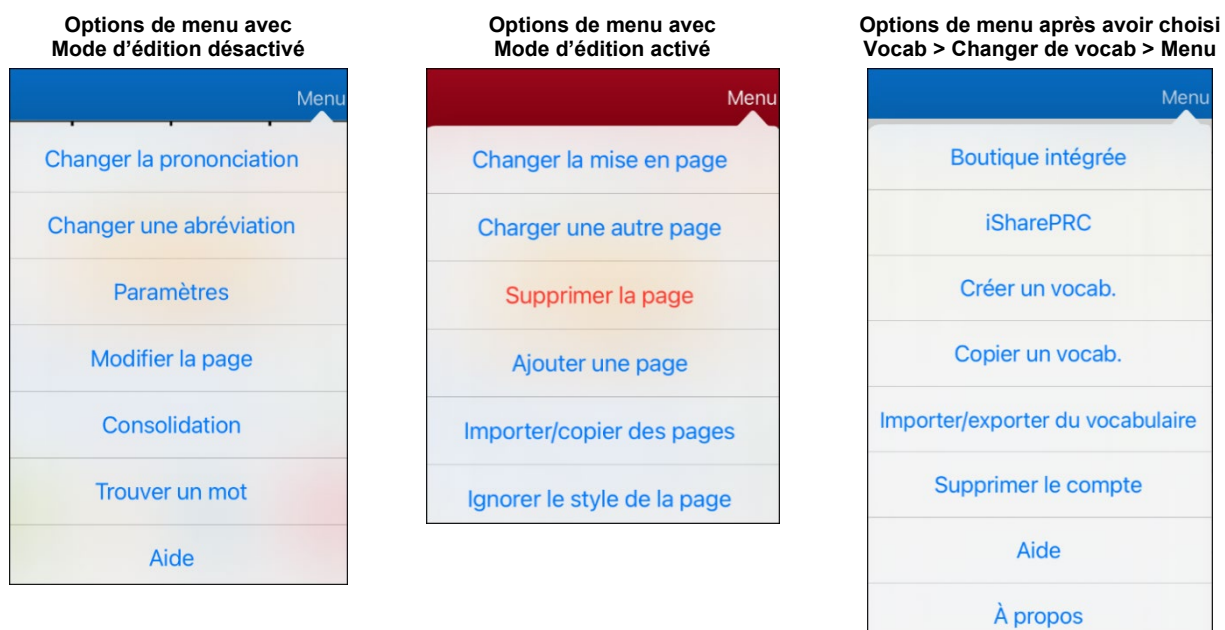 Options de menu avec
Mode d’édition désactivé
Menu
Changer la prononciation
Changer une abréviation
Paramètres
Modifier la page
Consolidation
Trouver un mot
Aide
Options de menu avec
Mode d’édition activé
Menu
Changer la mise en page
Charger une autre page
Supprimer la page
Ajouter une page
Importer/copier des pages
Ignorer le style de la page
Options de menu après avoir choisi
Vocab > Changer de vocab > Menu
Menu
Boutique intégrée
iSharePRC
Créer un vocab.
Copier un vocab.
Importer/exporter du vocabulaire
Supprimer le compte
Aide
À propos